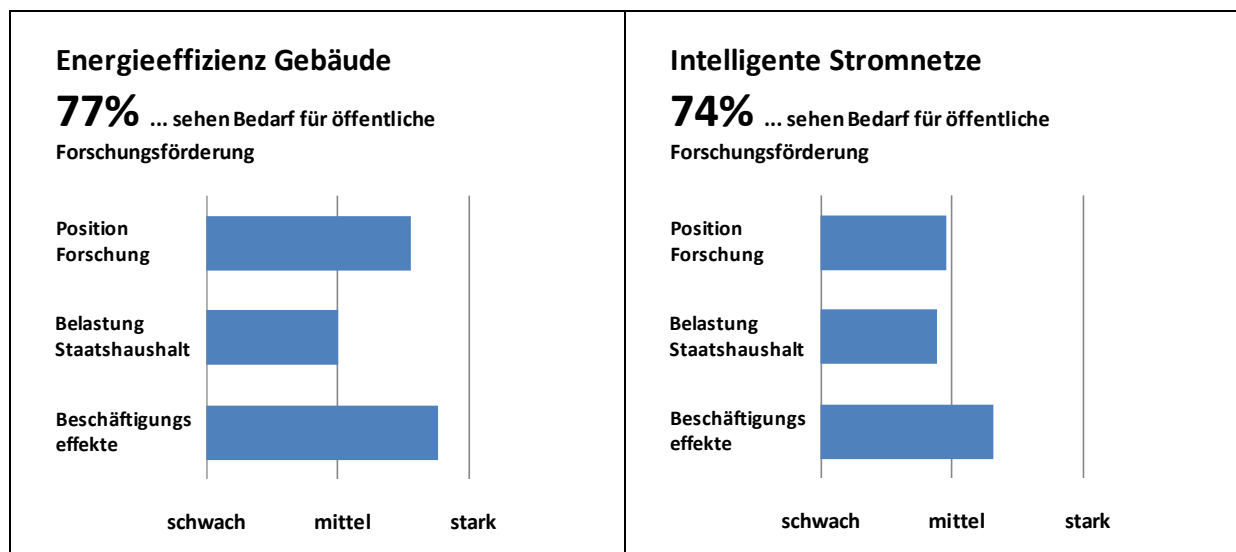 Energieeffizienz Gebäude
77% ... sehen Bedarf für öffentliche
Forschungsförderung
Position
Forschung
Belastung
Staatshaushalt
Beschäftigungs
effekte
schwach mittel stark
Intelligente Stromnetze
74% ... sehen Bedarf für öffentliche
Forschungsförderung
Position
Forschung
Belastung
Staatshaushalt
Beschäftigungs
effekte
schwach mittel stark